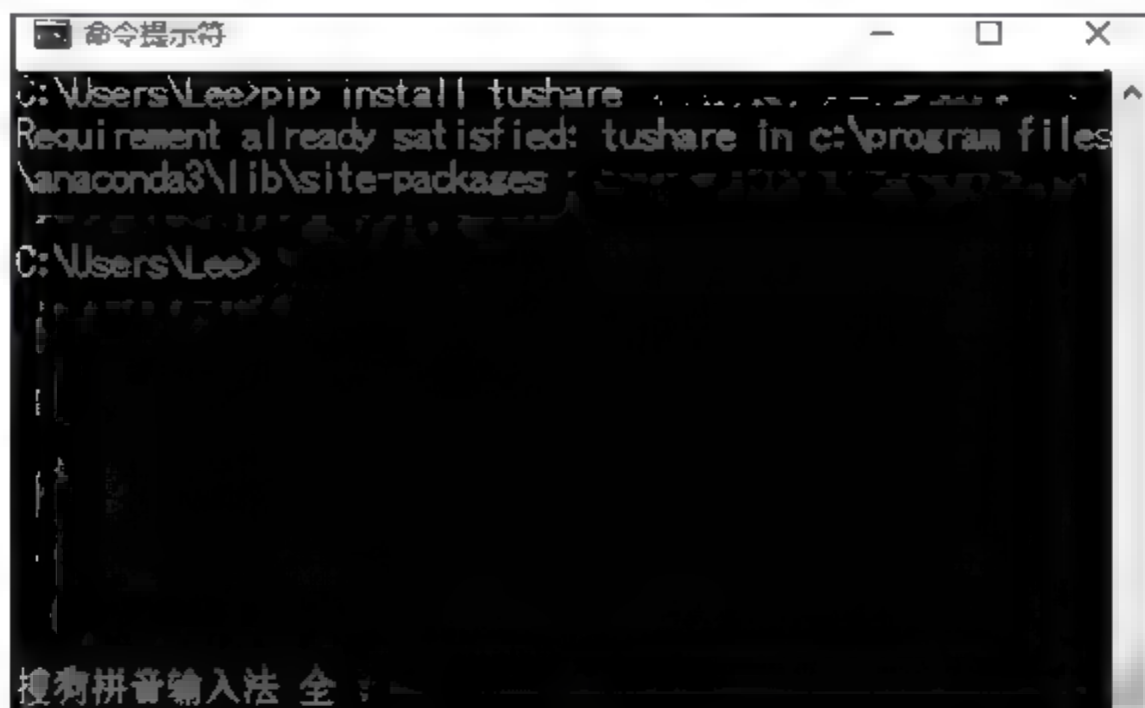 命令提示符
C:\Users\Lee>pip install tushare
Requirement already satisfied: tushare in c:\program files
\anaconda3\lib\site-packages
C:\Users\Lee>
搜狗拼音输入法 全 :